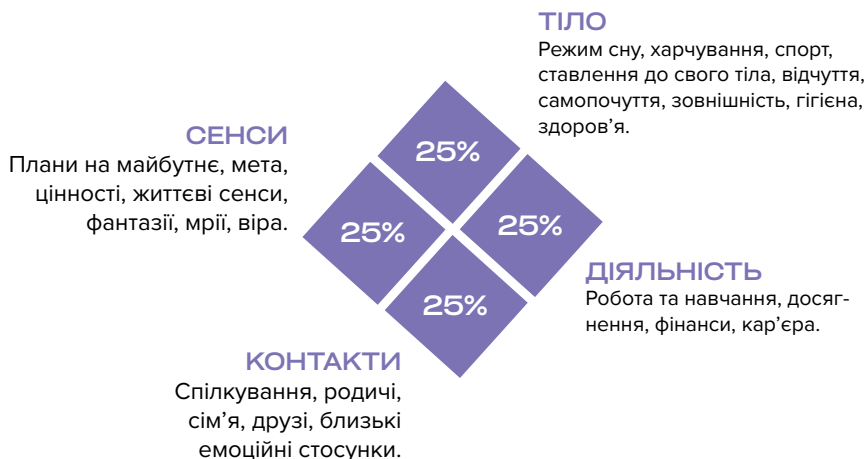 ТІЛО
Режим сну, харчування, спорт,
ставлення до свого тіла, відчуття,
самопочуття, зовнішність, гігієна,
здоров’я.
СЕНСИ
Плани на майбутнє, мета,
цінності, життєві сенси,
фантазії, мрії, віра.
25%
25%
25%
25%
ДІЯЛЬНІСТЬ
Робота та навчання, досяг-
нення, фінанси, кар’єра.
КОНТАКТИ
Спілкування, родичі,
сім’я, друзі, близькі
емоційні стосунки.